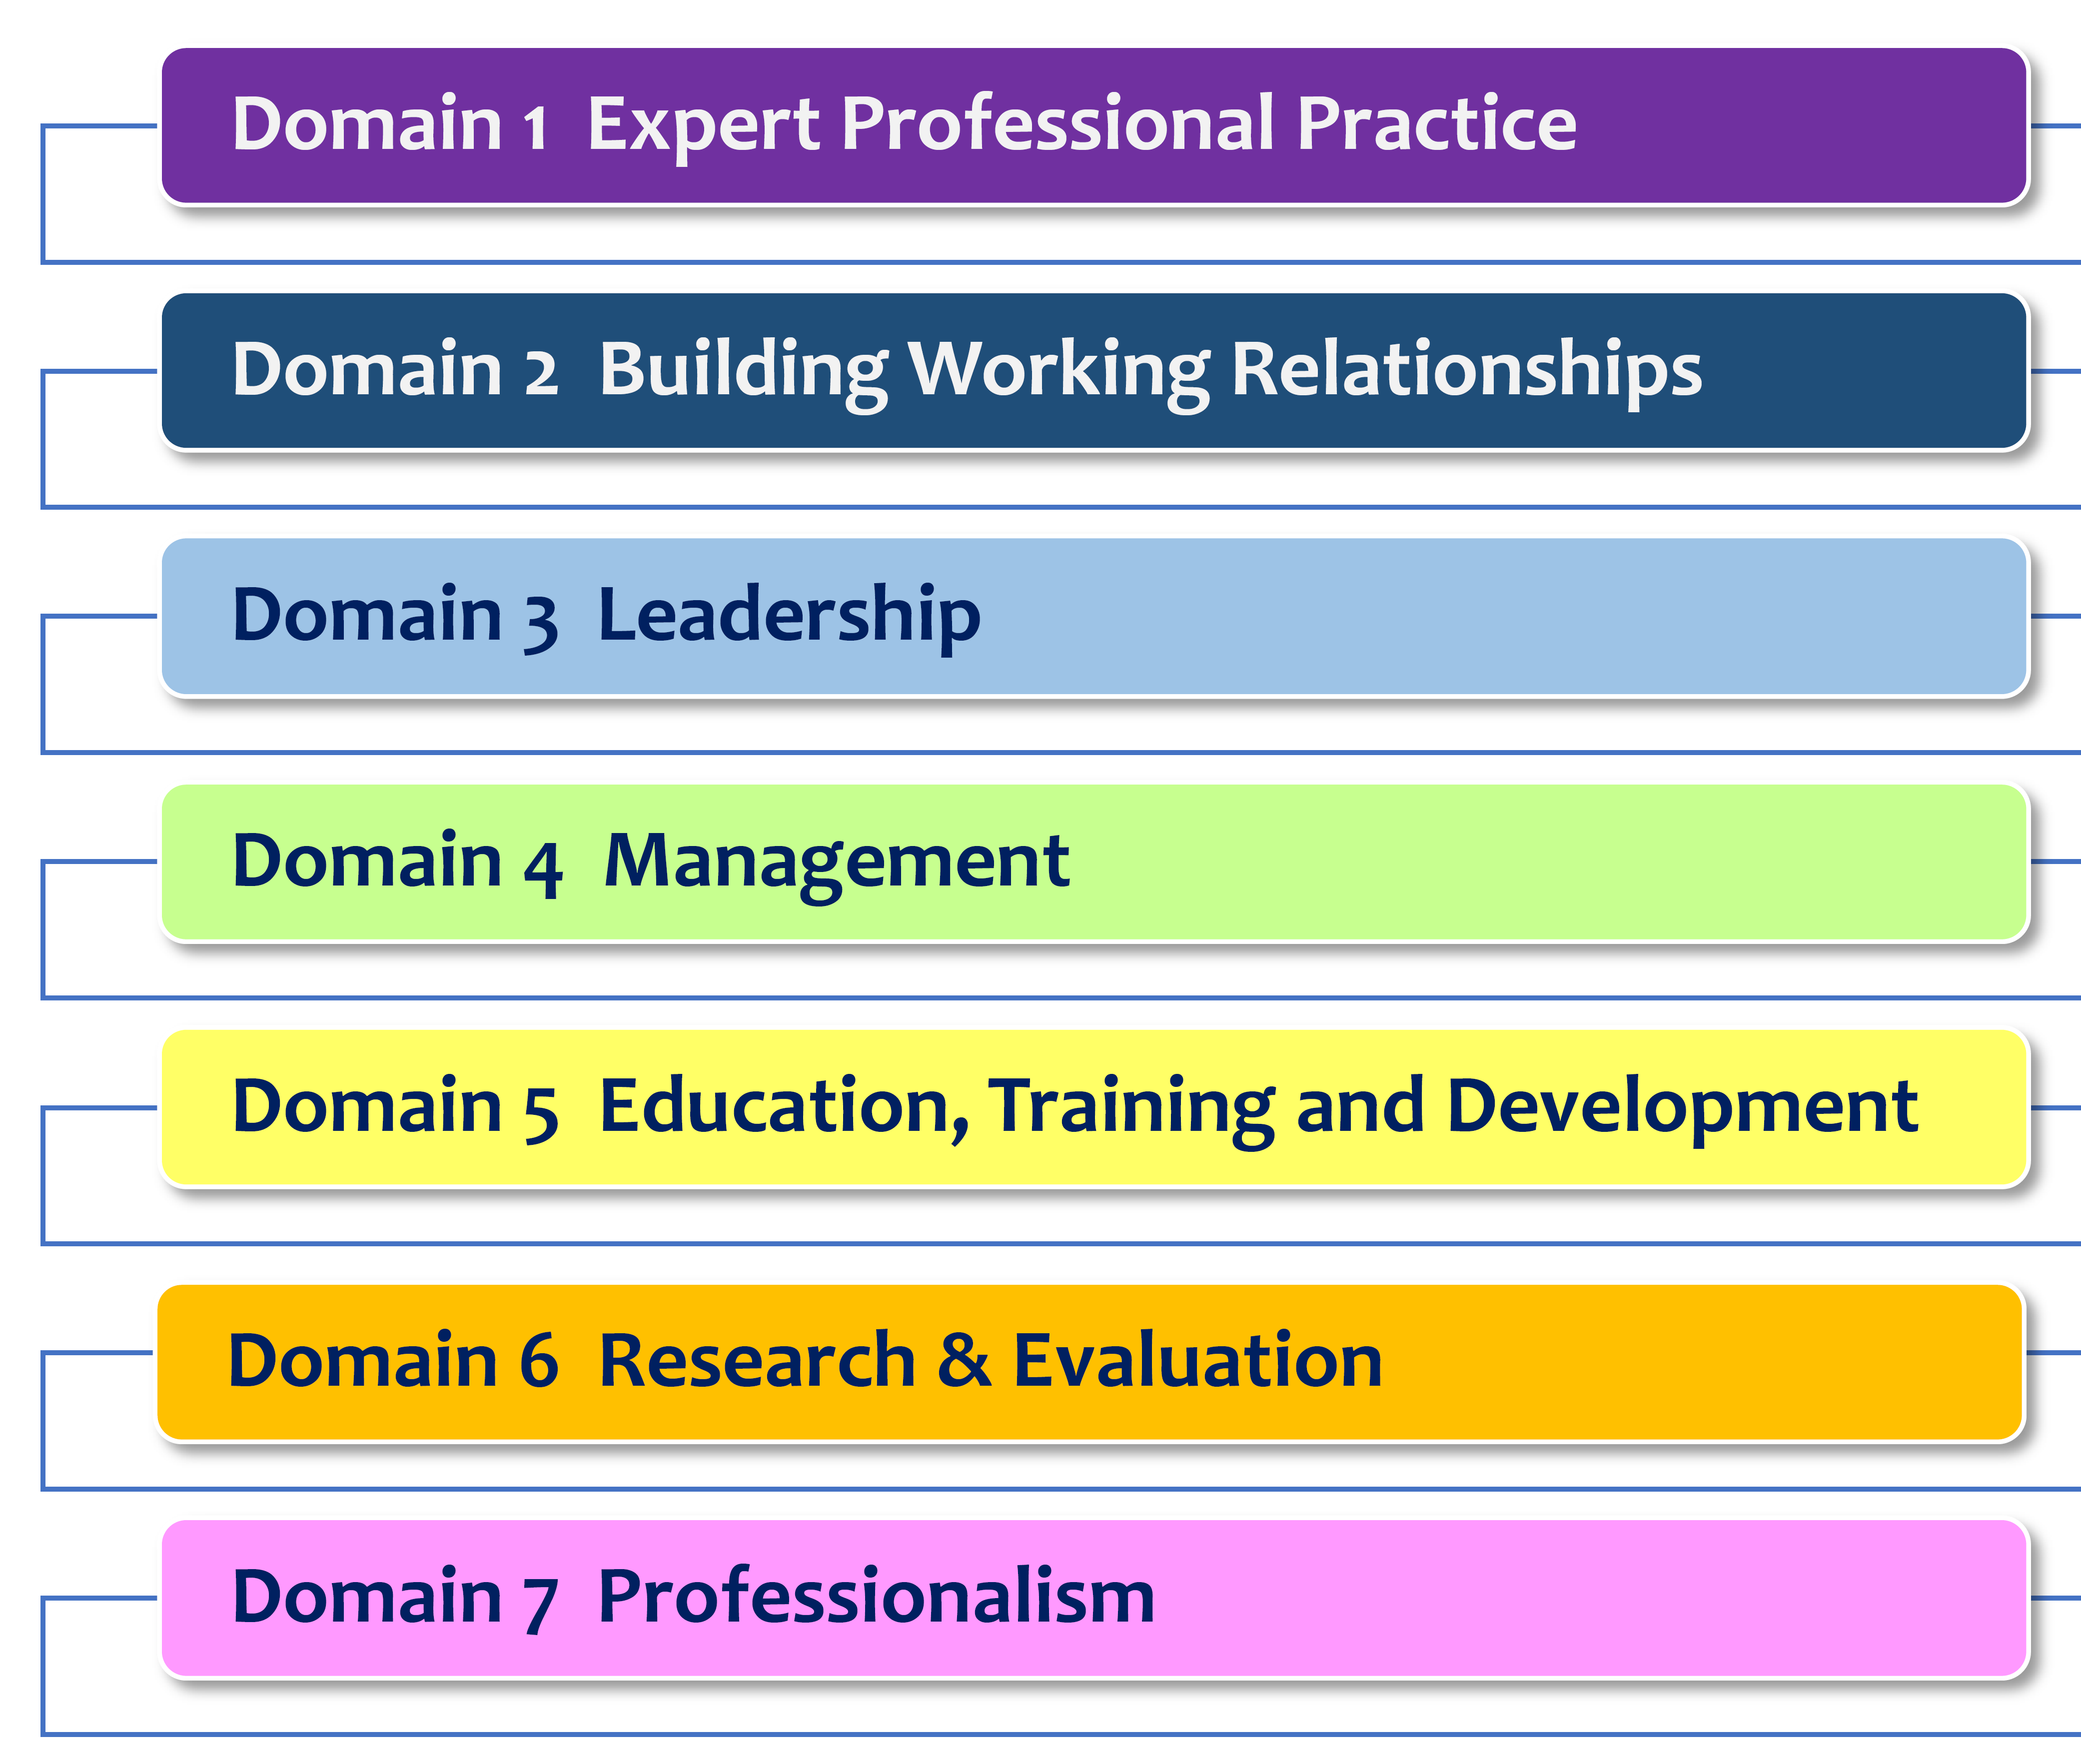 Domain 1 Expert Professional Practice
Domain 2 Building Working Relationships
Domain 3 Leadership
Domain 4 Management
Domain 5 Education, Training and Development
Domain 6 Research & Evaluation
Domain 7 Professionalism